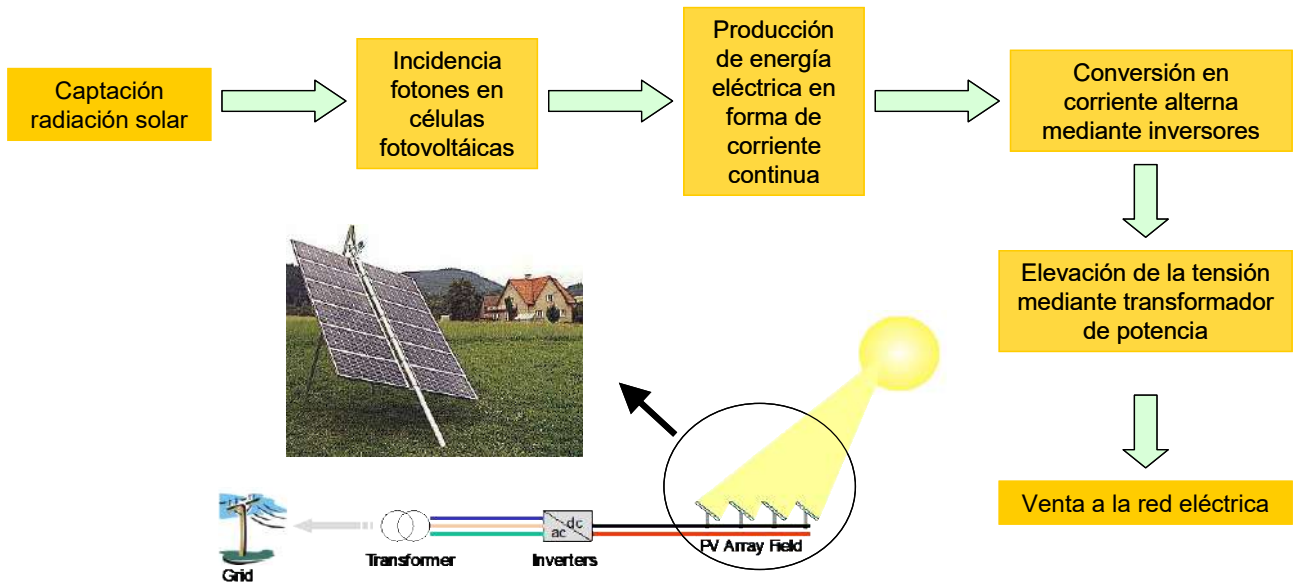 Captación
radiación solar
Incidencia
fotones en
células
fotovoltáicas
Producción
de energía
eléctrica en
forma de
corriente
continua
Conversión en
corriente alterna
mediante inversores
Elevación de la tensión
mediante transformador
de potencia
Venta a la red eléctrica
Grid
Transformer
ac
dc
Inverters
PV Array Field